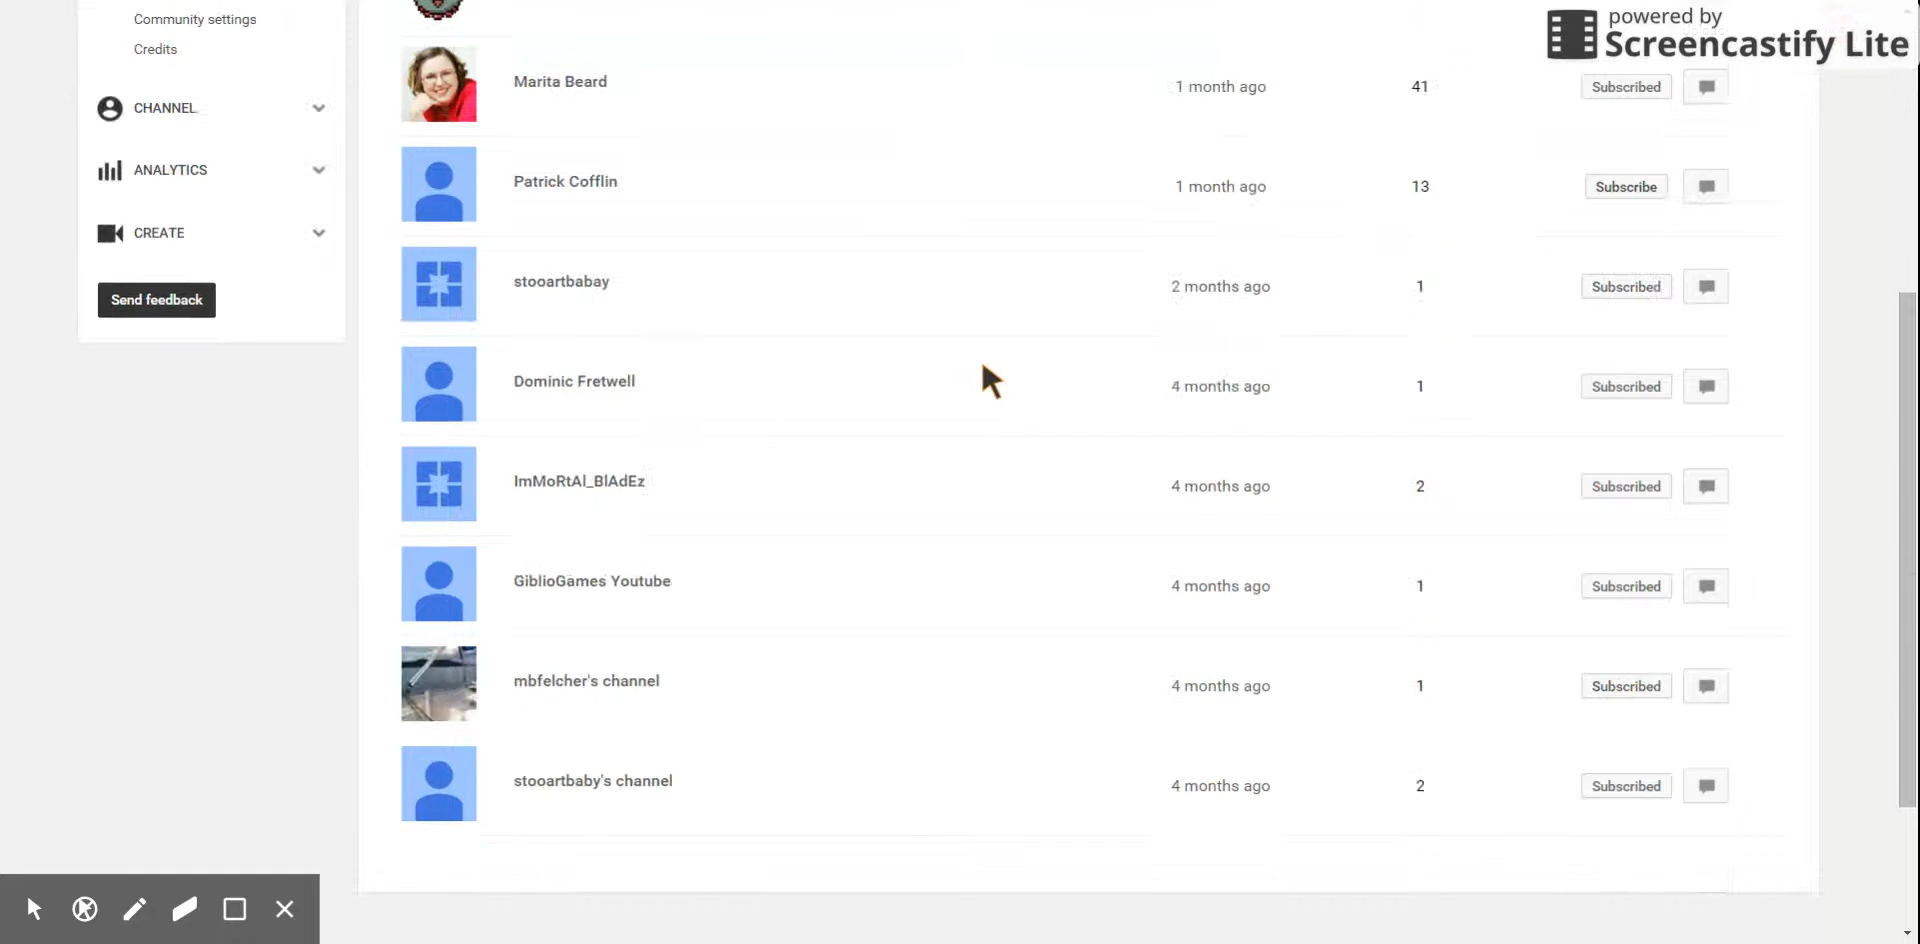 Community settings
Credits
CHANNEL
ANALYTICS
CREATE
Send feedback
powered by
Screencastify Lite
Marita Beard 1 month ago 41 Subscribed
Patrick Cofflin 1 month ago 13 Subscribe
stooartbabay 2 months ago 1 Subscribed
Dominic Fretwell 4 months ago 1 Subscribed
ImMoRtAl_BlAdEz 4 months ago 2 Subscribed
GiblioGames Youtube 4 months ago 1 Subscribed
mbfelcher's channel 4 months ago 1 Subscribed
stooartbaby's channel 4 months ago 2 Subscribed